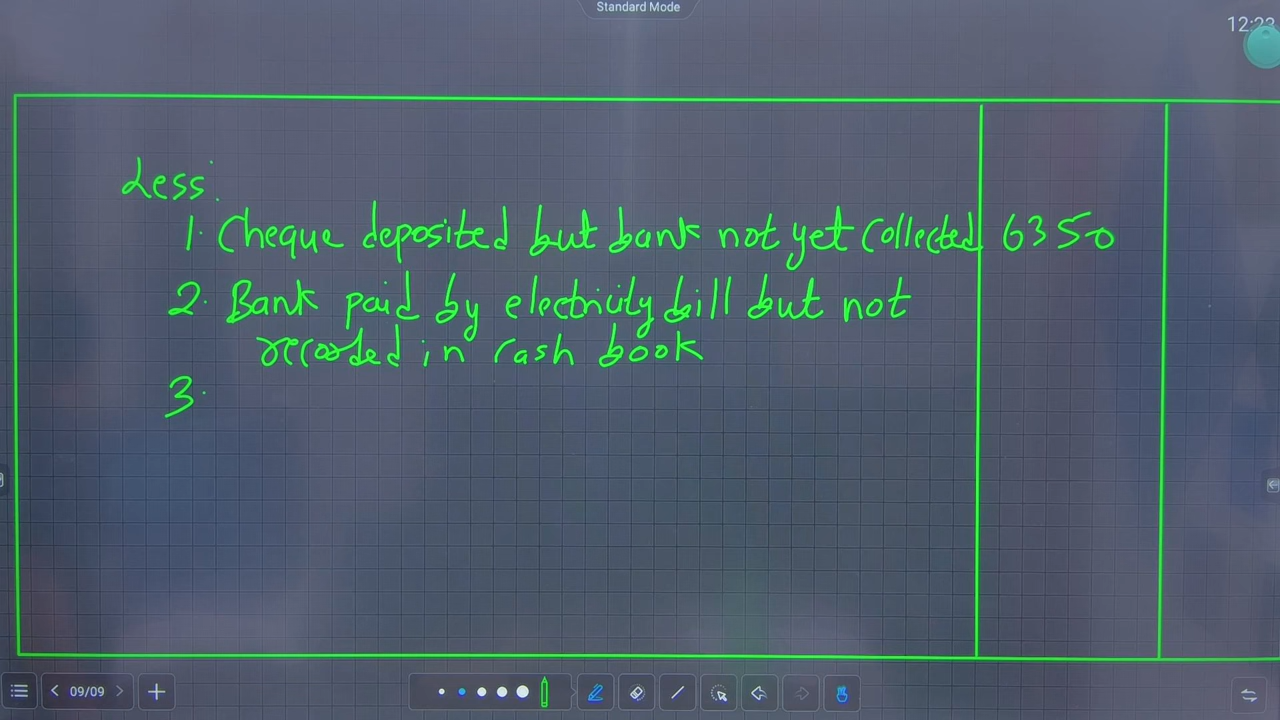 Standard Mode
12:23
Less:
1. Cheque deposited but bank not yet collected 6350
2. Bank paid by electricity bill but not
recorded in cash book
3.
09/09